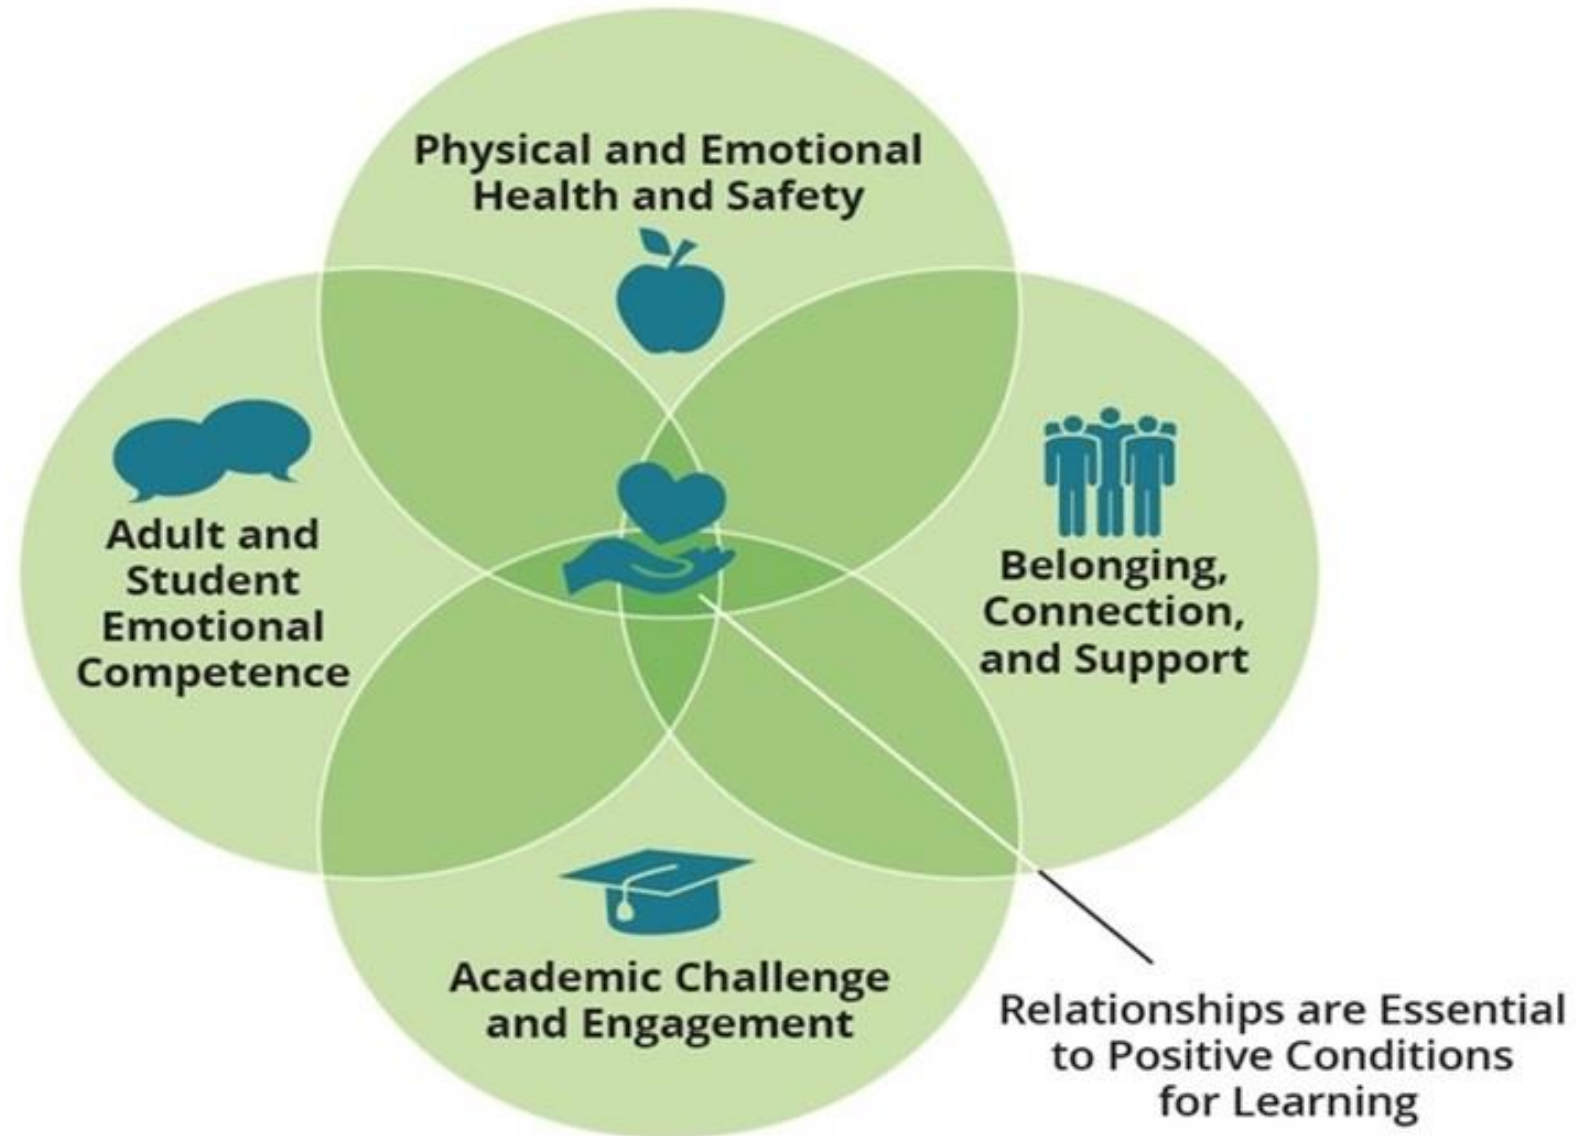 Physical and Emotional
Health and Safety
Adult and
Student
Emotional
Competence
Belonging,
Connection,
and Support
Academic Challenge
and Engagement
Relationships are Essential
to Positive Conditions
for Learning